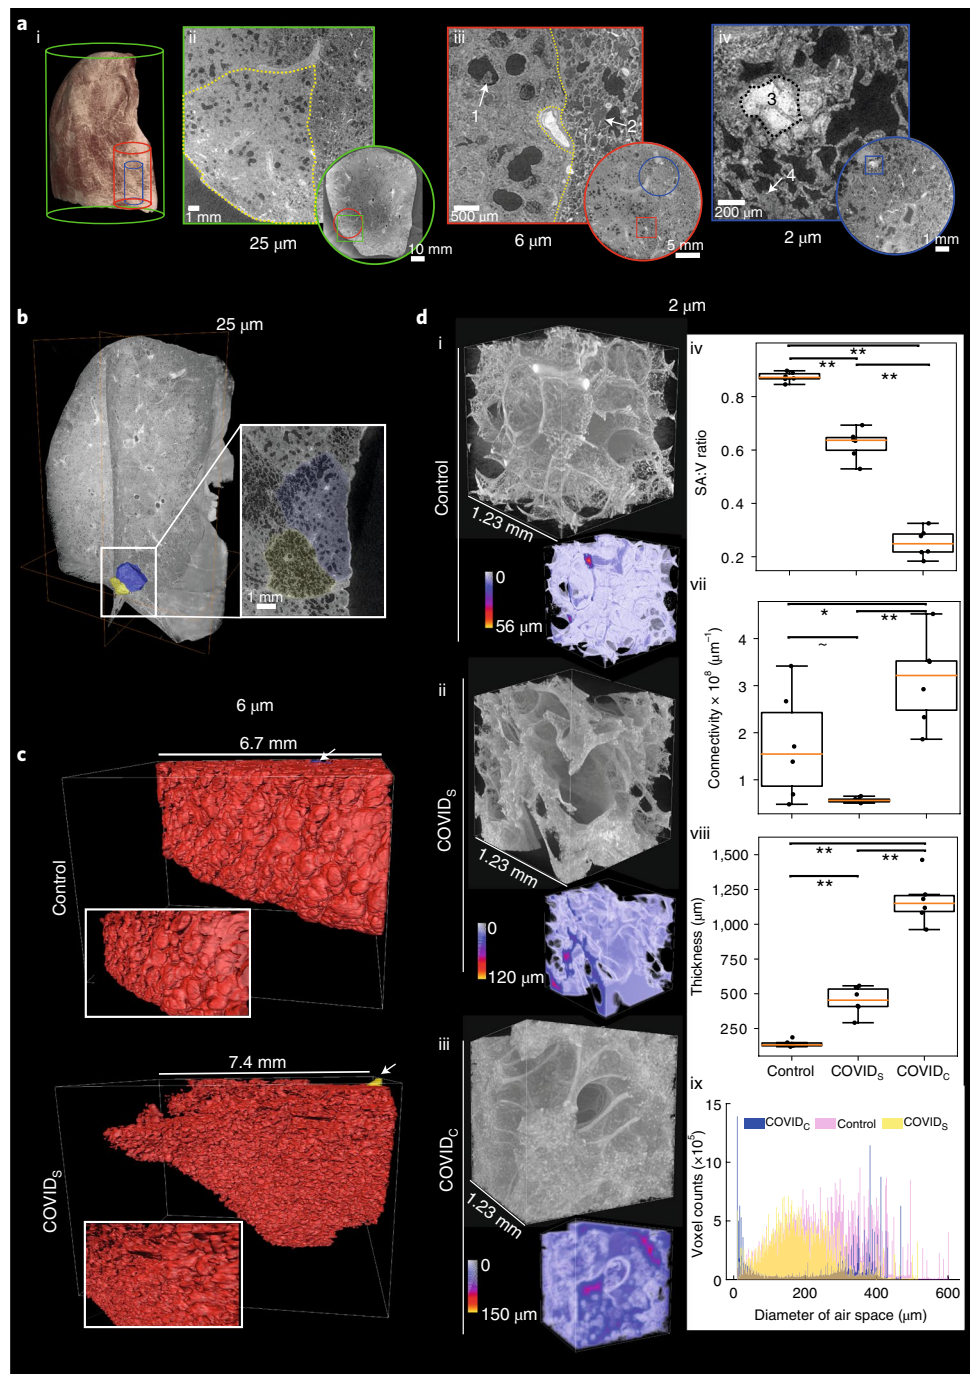 a
i
ii
1 mm
25 μm
10 mm
iii
1
2
500 μm
6 μm
5 mm
iv
3
4
200 μm
2 μm
1 mm
b
25 μm
1 mm
6 μm
c
6.7 mm
Control
7.4 mm
COVIDS
d
2 μm
i
Control
1.23 mm
0
56 μm
ii
COVIDS
1.23 mm
0
120 μm
iii
COVIDC
1.23 mm
0
150 μm
iv
**
**
**
SA:V ratio
0.8
0.6
0.4
0.2
vii
*
**
~
Connectivity × 10⁸ (μm⁻¹)
4
3
2
1
viii
**
**
**
Thickness (μm)
1,500
1,250
1,000
750
500
250
Control
COVIDS
COVIDC
ix
COVIDC
Control
COVIDS
Voxel counts (×10⁵)
15
10
5
0
0
200
400
600
Diameter of air space (μm)